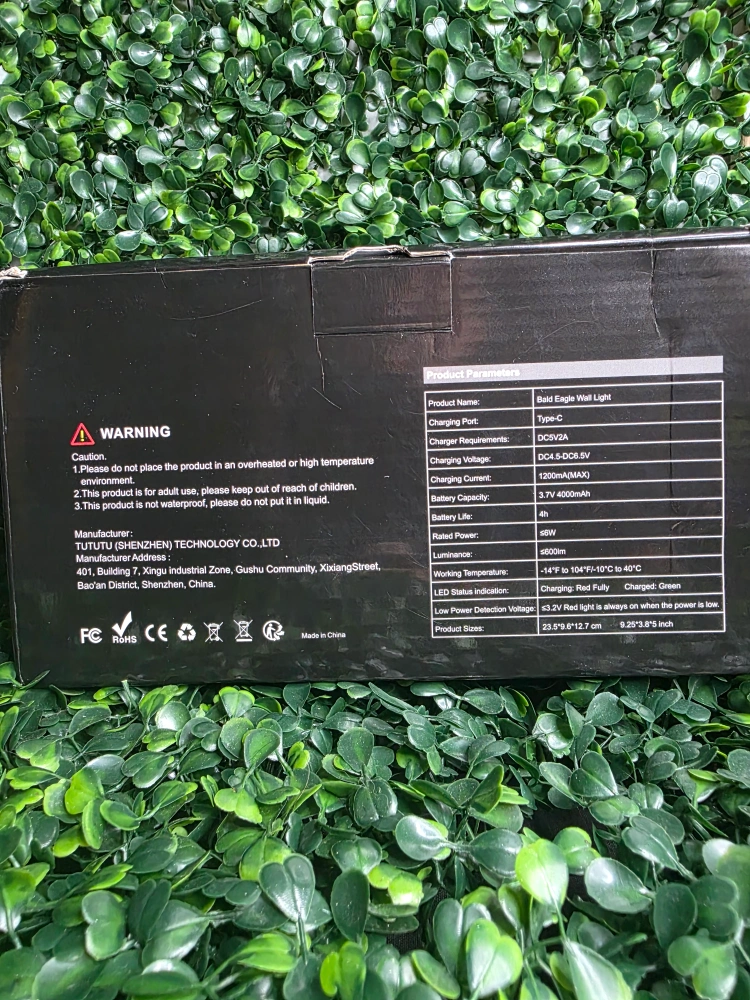 WARNING
Caution.
1.Please do not place the product in an overheated or high temperature
environment.
2.This product is for adult use, please keep out of reach of children.
3.This product is not waterproof, please do not put it in liquid.
Manufacturer:
TUTUTU (SHENZHEN) TECHNOLOGY CO.,LTD
Manufacturer Address :
401, Building 7, Xingu industrial Zone, Gushu Community, XixiangStreet,
Bao'an District, Shenzhen, China.
FC RoHS CE Made in China
Product Parameters
Product Name: Bald Eagle Wall Light
Charging Port: Type-C
Charger Requirements: DC5V2A
Charging Voltage: DC4.5-DC6.5V
Charging Current: 1200mA(MAX)
Battery Capacity: 3.7V 4000mAh
Battery Life: 4h
Rated Power: ≤6W
Luminance: ≤600lm
Working Temperature: -14°F to 104°F/-10°C to 40°C
LED Status indication: Charging: Red Fully Charged: Green
Low Power Detection Voltage: ≤3.2V Red light is always on when the power is low.
Product Sizes: 23.5*9.6*12.7 cm 9.25*3.8*5 inch